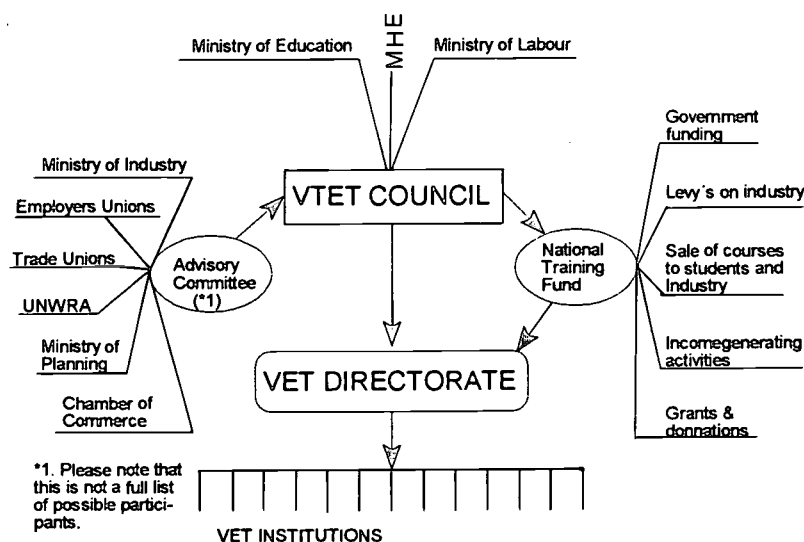 Ministry of Education
MHE
Ministry of Labour
VTET COUNCIL
Ministry of Industry
Employers Unions
Trade Unions
UNWRA
Ministry of
Planning
Chamber of
Commerce
Advisory
Committee
(*1)
National
Training
Fund
Government
funding
Levy's on industry
Sale of courses
to students and
Industry
Incomegenerating
activities
Grants &
donnations
VET DIRECTORATE
*1. Please note that
this is not a full list
of possible partici-
pants.
VET INSTITUTIONS